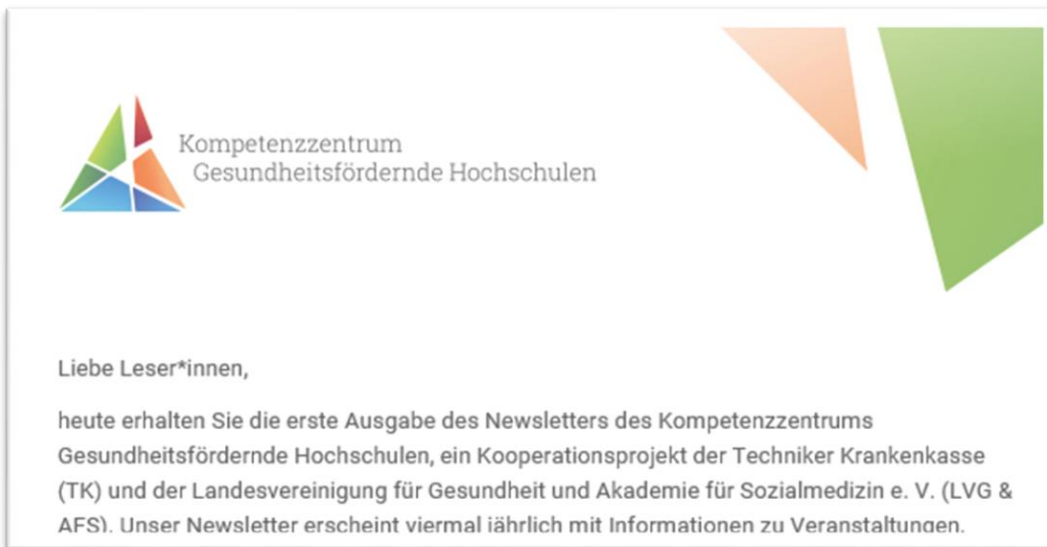 Kompetenzzentrum
Gesundheitsfördernde Hochschulen
Liebe Leser*innen,
heute erhalten Sie die erste Ausgabe des Newsletters des Kompetenzzentrums
Gesundheitsfördernde Hochschulen, ein Kooperationsprojekt der Techniker Krankenkasse
(TK) und der Landesvereinigung für Gesundheit und Akademie für Sozialmedizin e. V. (LVG &
AFS). Unser Newsletter erscheint viermal jährlich mit Informationen zu Veranstaltungen.